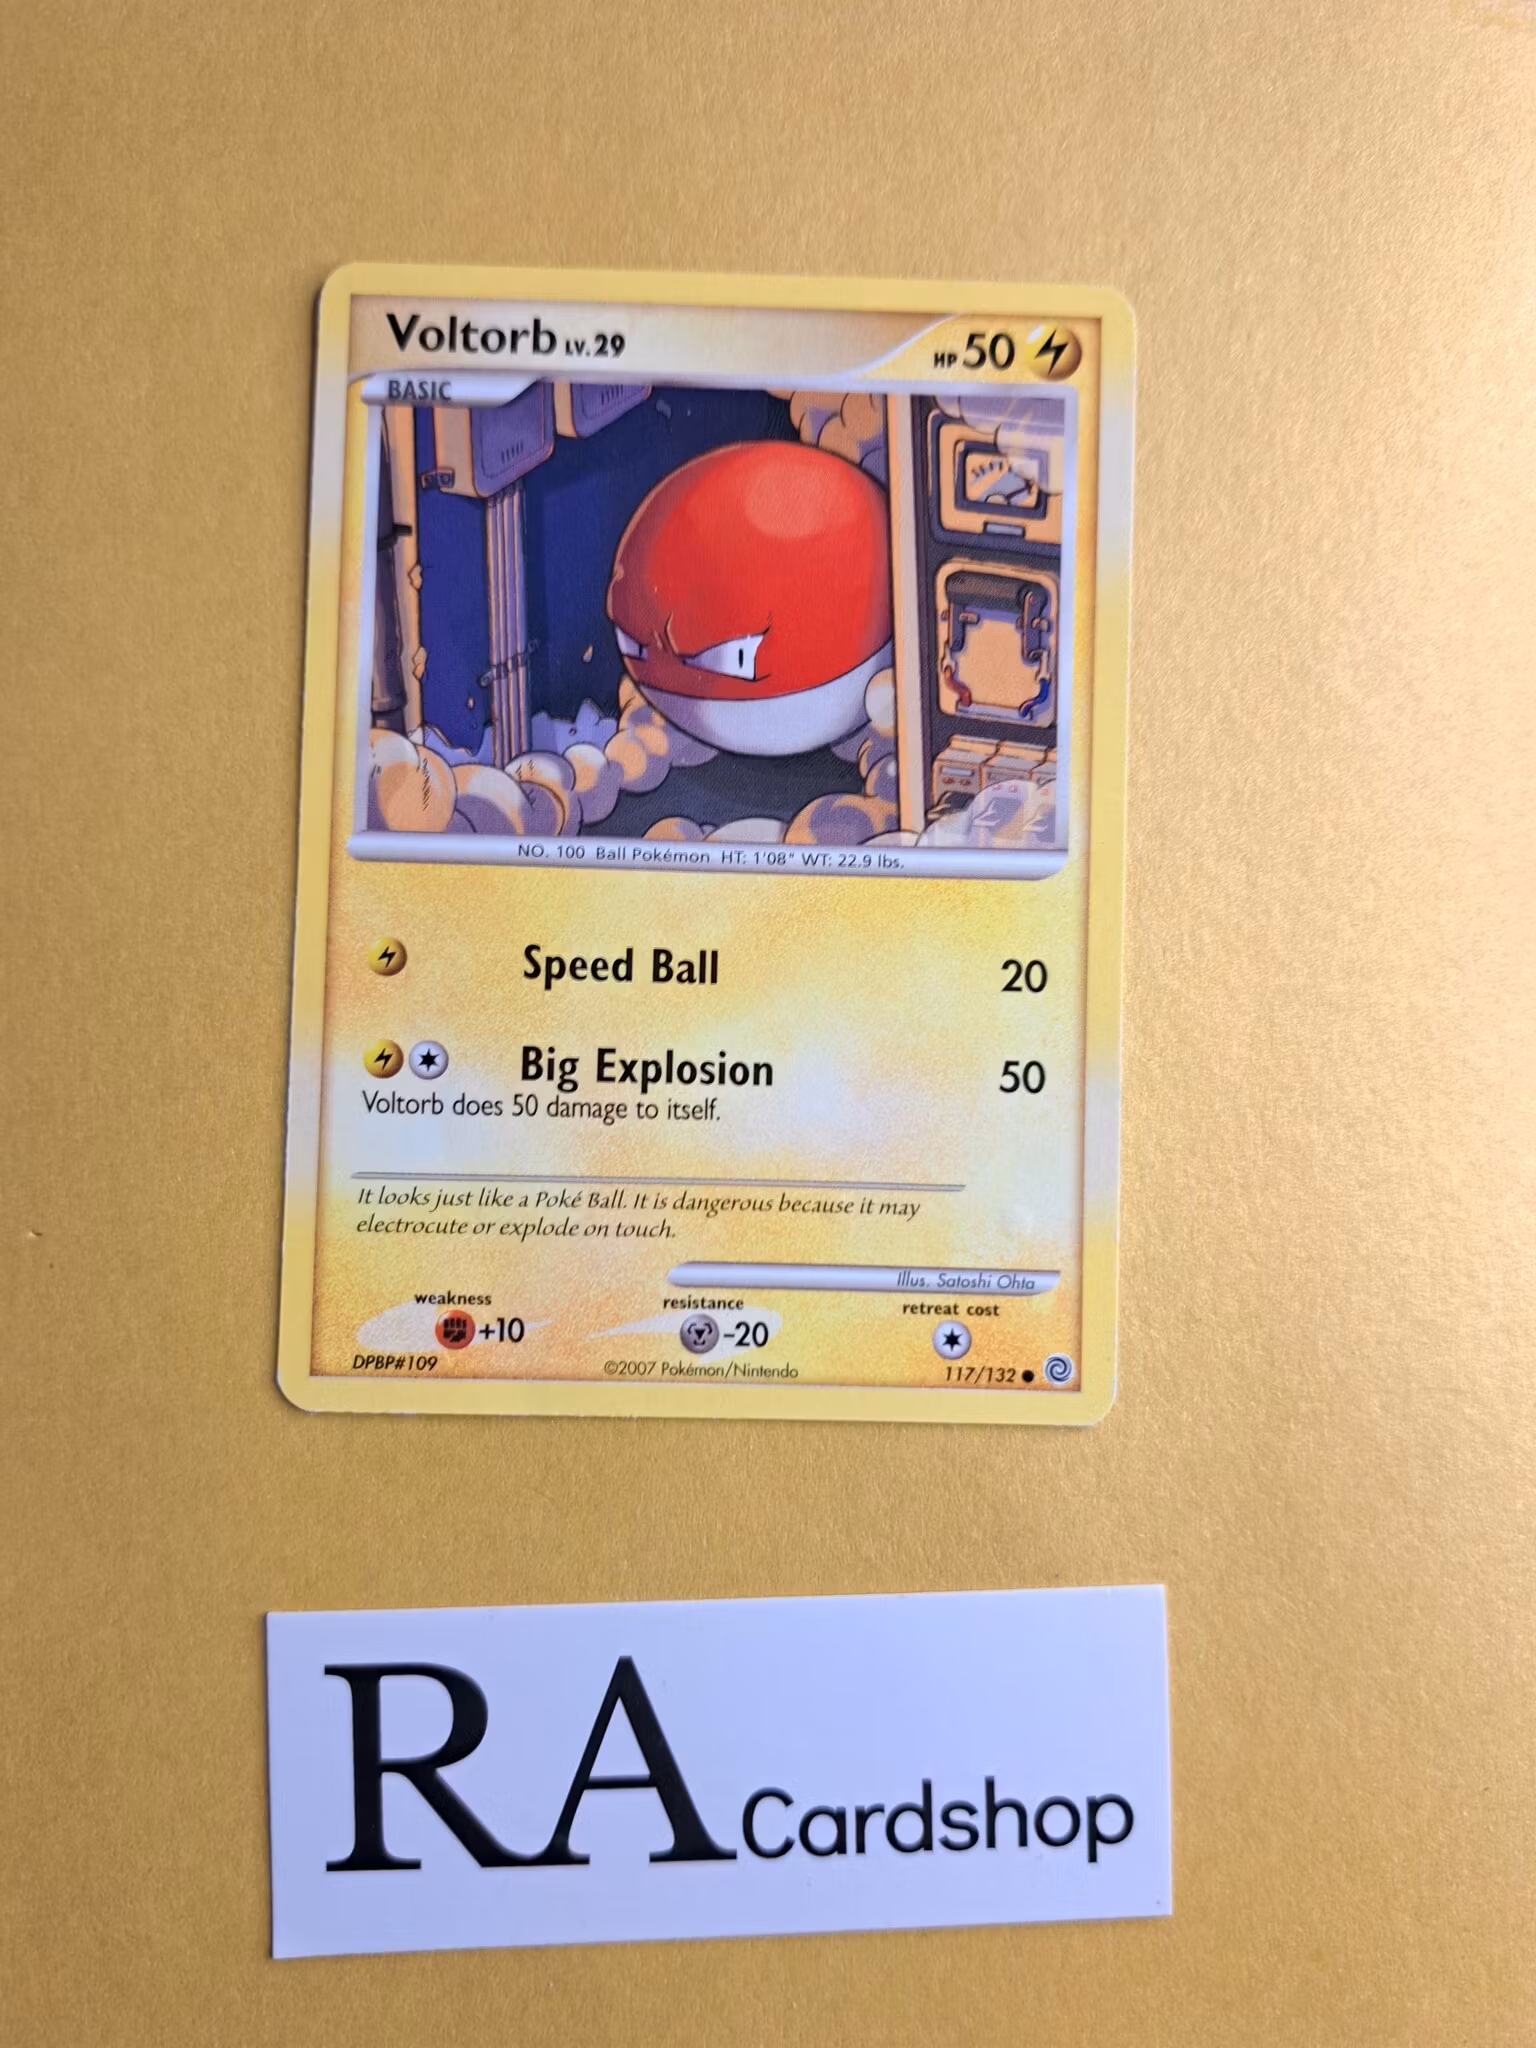 Voltorb LV.29 HP 50
BASIC
NO. 100 Ball Pokémon HT: 1'08" WT: 22.9 lbs.
Speed Ball 20
Big Explosion 50
Voltorb does 50 damage to itself.
It looks just like a Poké Ball. It is dangerous because it may
electrocute or explode on touch.
Illus. Satoshi Ohta
weakness resistance retreat cost
+10 -20
DPBP#109 ©2007 Pokémon/Nintendo 117/132
RA Cardshop